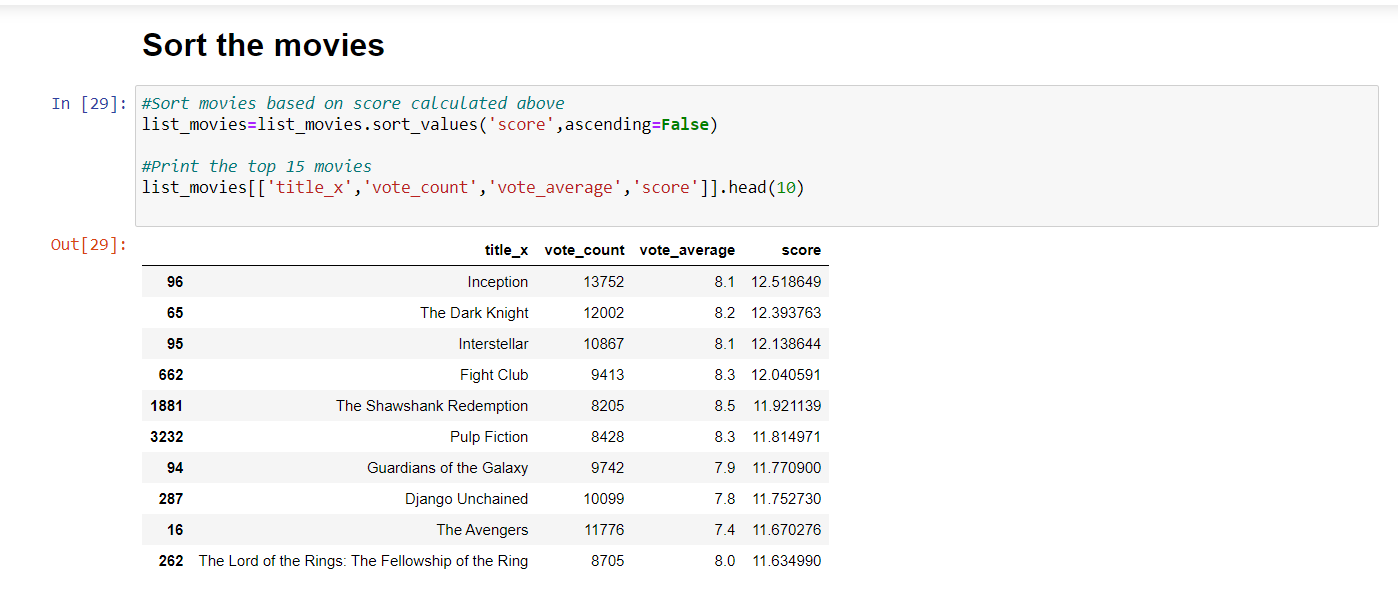 Sort the movies
In [29]: #Sort movies based on score calculated above
list_movies=list_movies.sort_values('score',ascending=False)
#Print the top 15 movies
list_movies[['title_x','vote_count','vote_average','score']].head(10)
Out[29]:
title_x vote_count vote_average score
96 Inception 13752 8.1 12.518649
65 The Dark Knight 12002 8.2 12.393763
95 Interstellar 10867 8.1 12.138644
662 Fight Club 9413 8.3 12.040591
1881 The Shawshank Redemption 8205 8.5 11.921139
3232 Pulp Fiction 8428 8.3 11.814971
94 Guardians of the Galaxy 9742 7.9 11.770900
287 Django Unchained 10099 7.8 11.752730
16 The Avengers 11776 7.4 11.670276
262 The Lord of the Rings: The Fellowship of the Ring 8705 8.0 11.634990